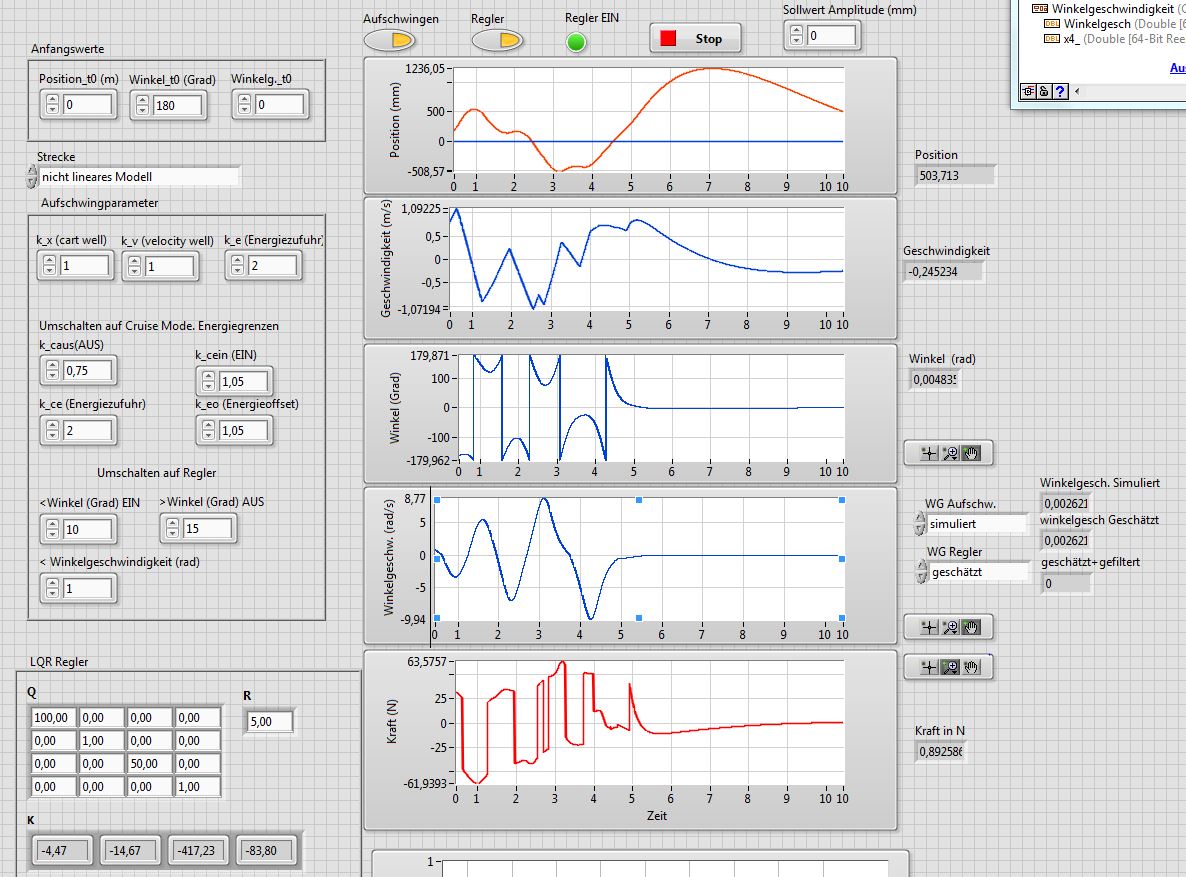 Aufschwingen
Regler
Regler EIN
Stop
Sollwert Amplitude (mm)
0
Winkelgeschwindigkeit
DBL Winkelgesch (Double [6
DBL x4_ (Double [64-Bit Ree
Aus
?
Anfangswerte
Position_t0 (m) Winkel_t0 (Grad) Winkelg._t0
0 180 0
Strecke
nicht lineares Modell
Aufschwingparameter
k_x (cart well) k_v (velocity well) k_e (Energiezufuhr)
1 1 2
Umschalten auf Cruise Mode. Energiegrenzen
k_caus(AUS)
0,75
k_cein (EIN)
1,05
k_ce (Energiezufuhr)
2
k_eo (Energieoffset)
1,05
Umschalten auf Regler
<Winkel (Grad) EIN >Winkel (Grad) AUS
10 15
< Winkelgeschwindigkeit (rad)
1
LQR Regler
Q
100,00 0,00 0,00 0,00
0,00 1,00 0,00 0,00
0,00 0,00 50,00 0,00
0,00 0,00 0,00 1,00
R
5,00
K
-4,47 -14,67 -417,23 -83,80
Position (mm)
1236,05
500
0
-508,57
0 1 2 3 4 5 6 7 8 9 10 10
Geschwindigkeit (m/s)
1,09225
0,5
0
-0,5
-1,07194
0 1 2 3 4 5 6 7 8 9 10 10
Winkel (Grad)
179,871
100
0
-100
-179,962
0 1 2 3 4 5 6 7 8 9 10 10
Winkelgeschw. (rad/s)
8,77
5
0
-5
-9,94
0 1 2 3 4 5 6 7 8 9 10 10
Kraft (N)
63,5757
25
0
-25
-61,9393
0 1 2 3 4 5 6 7 8 9 10 10
Zeit
1
Position
503,713
Geschwindigkeit
-0,245234
Winkel (rad)
0,004835
WG Aufschw.
simuliert
WG Regler
geschätzt
Winkelgesch. Simuliert
0,002621
winkelgesch Geschätzt
0,002621
geschätzt+gefiltert
0
Kraft in N
0,892586